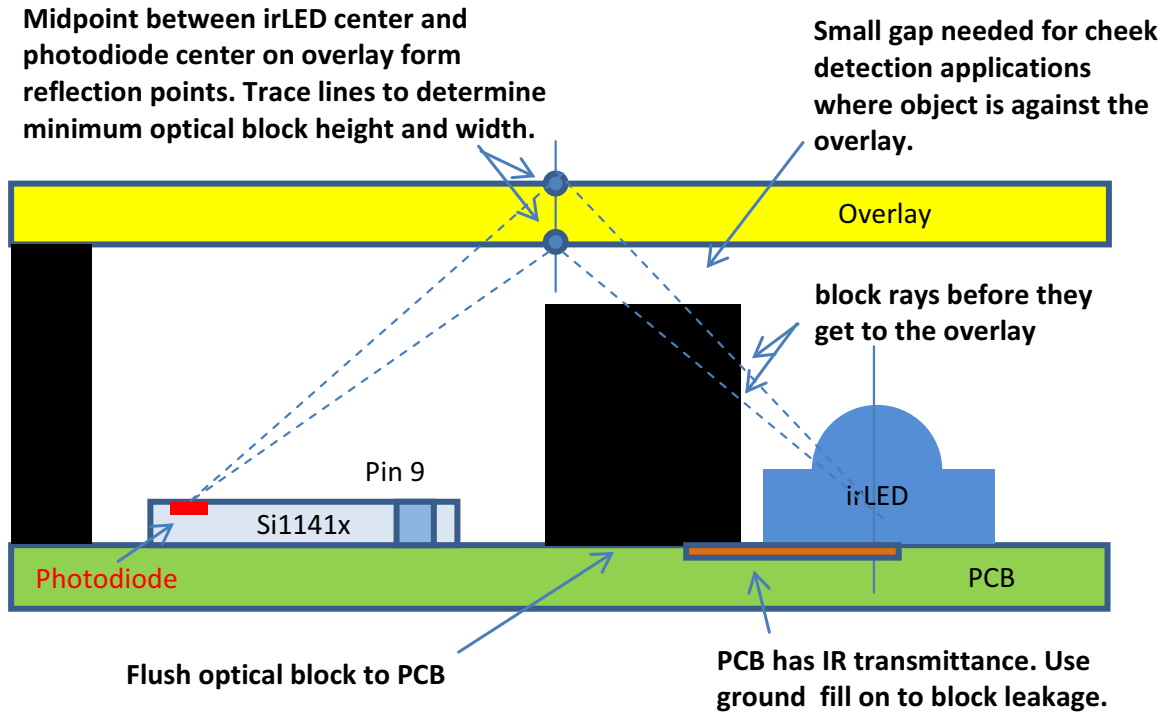 Midpoint between irLED center and
photodiode center on overlay form
reflection points. Trace lines to determine
minimum optical block height and width.
Small gap needed for cheek
detection applications
where object is against the
overlay.
Overlay
block rays before they
get to the overlay
Pin 9
irLED
Si1141x
Photodiode
PCB
Flush optical block to PCB
PCB has IR transmittance. Use
ground fill on to block leakage.